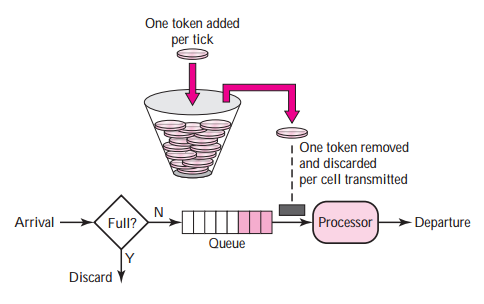 One token added
per tick
One token removed
and discarded
per cell transmitted
Arrival
Full?
N
Processor
Departure
Queue
Y
Discard